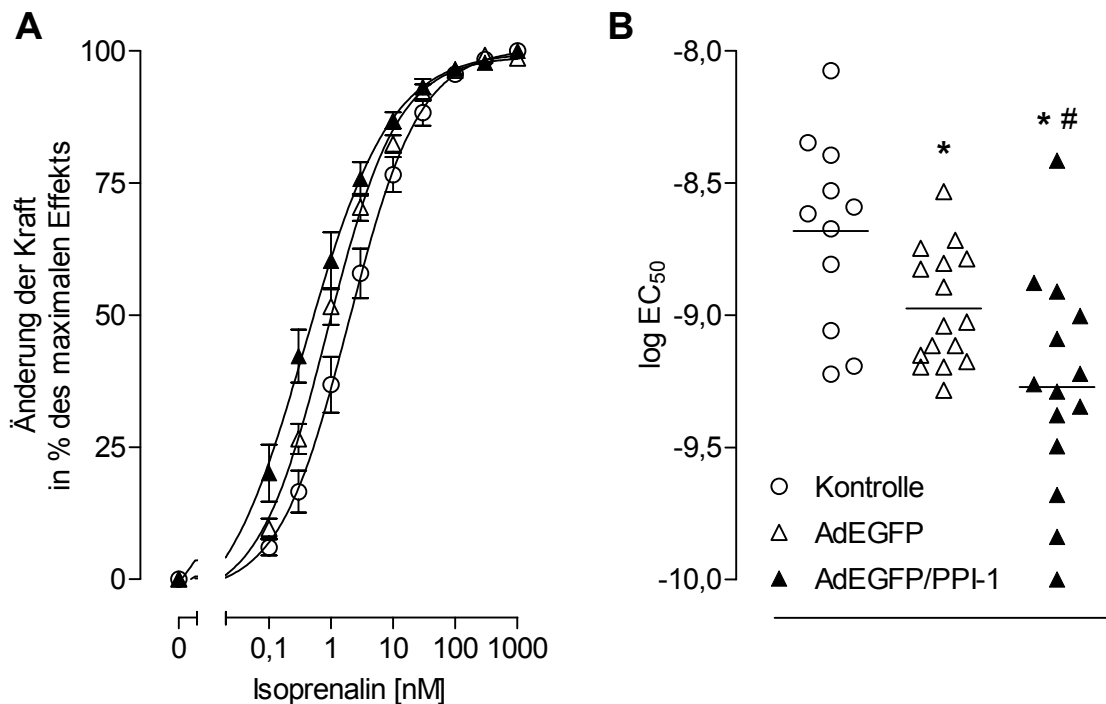 A
Änderung der Kraft
in % des maximalen Effekts
100
75
50
25
0
0 0,1 1 10 100 1000
Isoprenalin [nM]
B
log EC50
-8,0
-8,5
-9,0
-9,5
-10,0
*
* #
Kontrolle
AdEGFP
AdEGFP/PPI-1